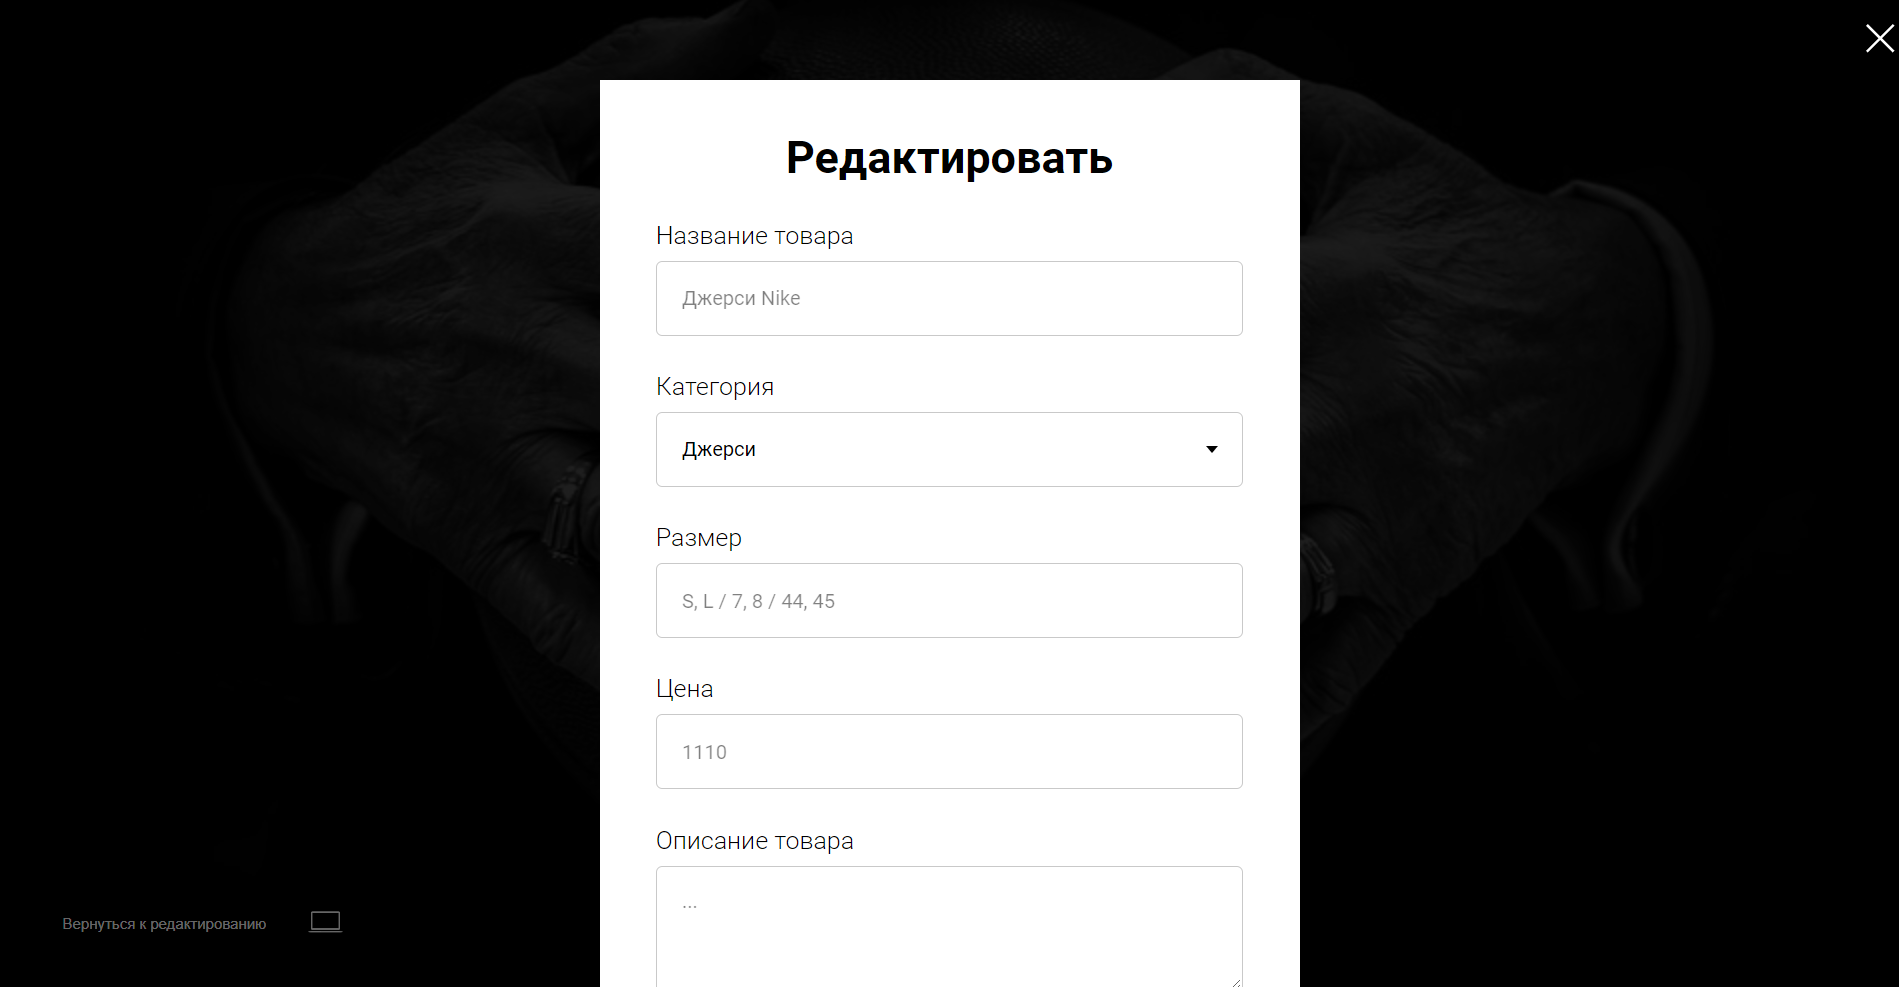 Редактировать
Название товара
Джерси Nike
Категория
Джерси
Размер
S, L / 7, 8 / 44, 45
Цена
1110
Описание товара
...
Вернуться к редактированию